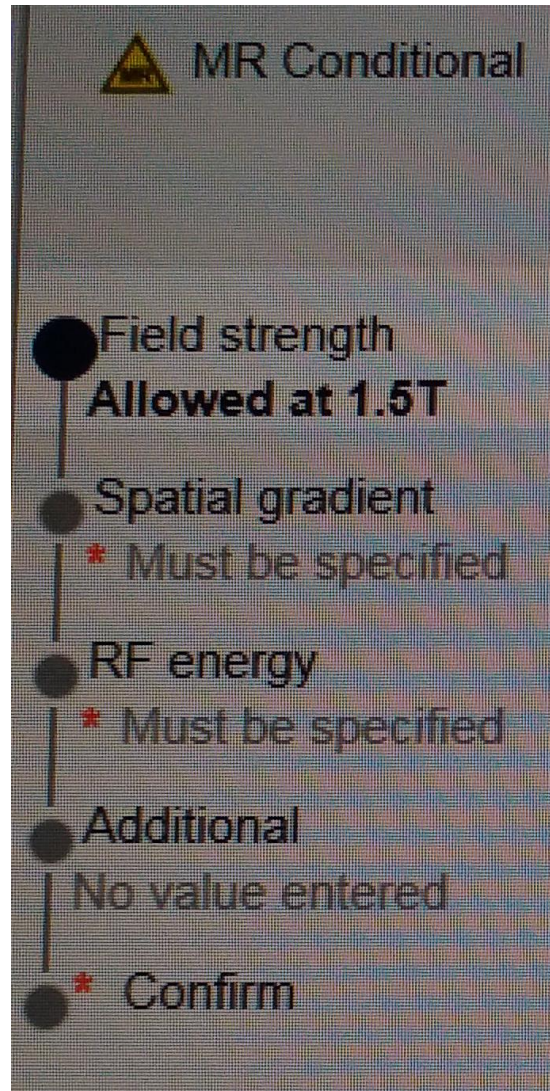 MR Conditional
Field strength
Allowed at 1.5T
Spatial gradient
* Must be specified
RF energy
* Must be specified
Additional
No value entered
* Confirm